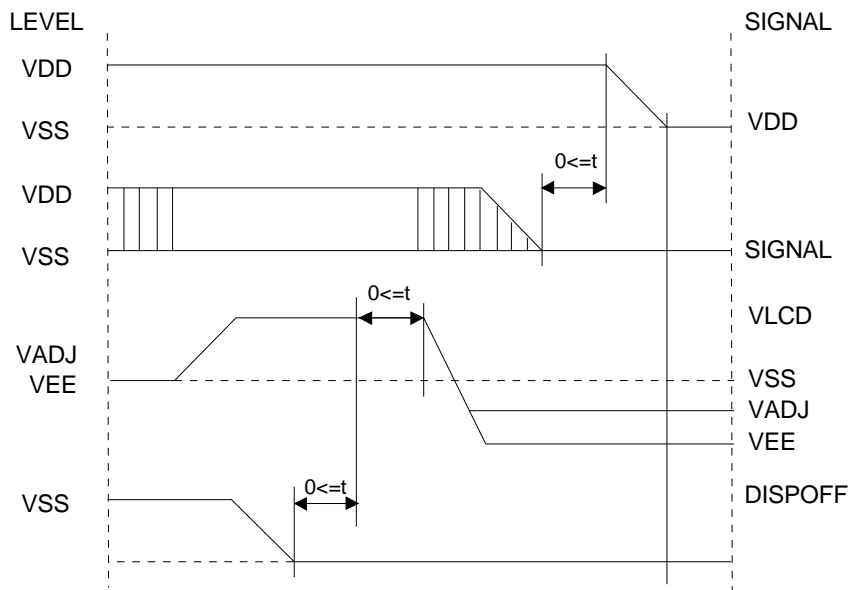 LEVEL
SIGNAL
VDD
VSS
VDD
0<=t
VDD
VSS
SIGNAL
0<=t
VLCD
VADJ
VEE
VSS
VADJ
VEE
0<=t
VSS
DISPOFF